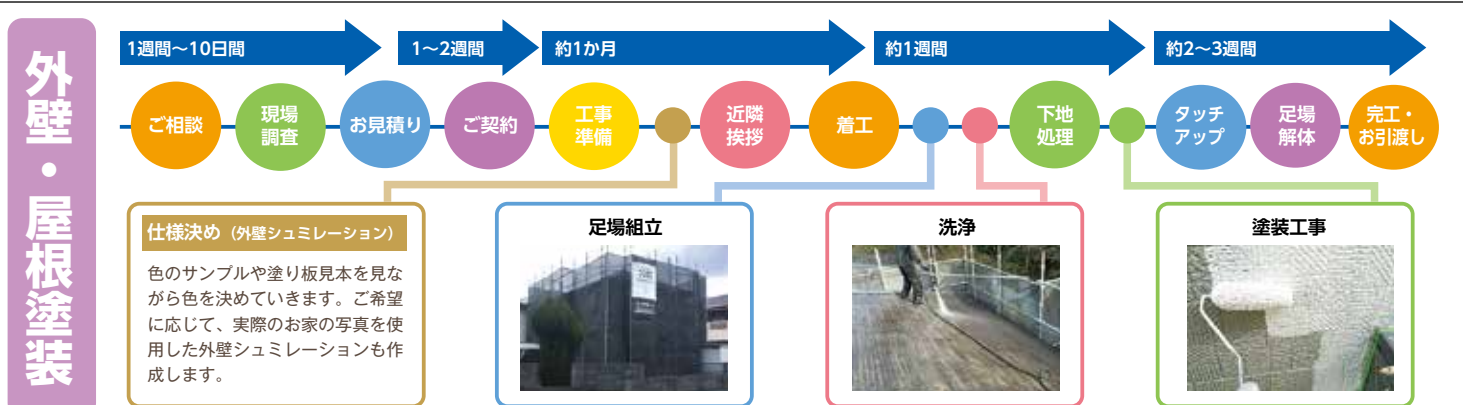 外壁・屋根塗装
1週間〜10日間
1〜2週間
約1か月
約1週間
約2〜3週間
ご相談
現場
調査
お見積り
ご契約
工事
準備
近隣
挨拶
着工
下地
処理
タッチ
アップ
足場
解体
完工・
お引渡し
仕様決め（外壁シュミレーション）
色のサンプルや塗り板見本を見な
がら色を決めていきます。ご希望
に応じて、実際のお家の写真を使
用した外壁シュミレーションも作
成します。
足場組立
洗浄
塗装工事